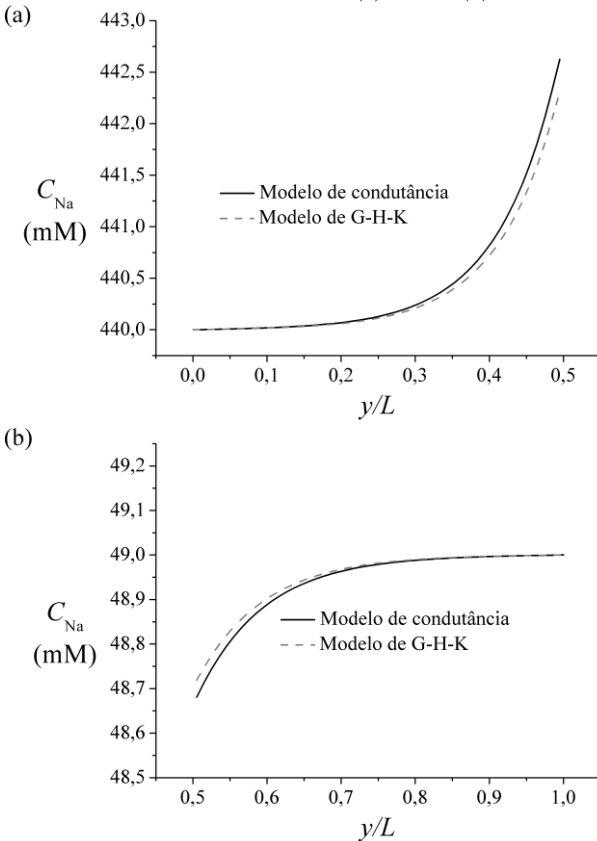 (a)
443,0
442,5
442,0
441,5
441,0
440,5
440,0
C_Na
(mM)
Modelo de condutância
Modelo de G-H-K
0,0 0,1 0,2 0,3 0,4 0,5
y/L
(b)
49,2
49,1
49,0
48,9
48,8
48,7
48,6
48,5
C_Na
(mM)
Modelo de condutância
Modelo de G-H-K
0,5 0,6 0,7 0,8 0,9 1,0
y/L